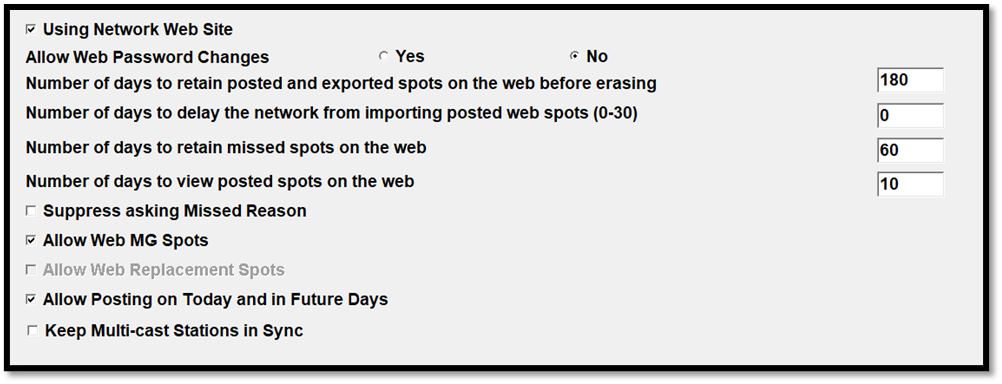 Using Network Web Site
Allow Web Password Changes Yes No
Number of days to retain posted and exported spots on the web before erasing 180
Number of days to delay the network from importing posted web spots (0-30) 0
Number of days to retain missed spots on the web 60
Number of days to view posted spots on the web 10
Suppress asking Missed Reason
Allow Web MG Spots
Allow Web Replacement Spots
Allow Posting on Today and in Future Days
Keep Multi-cast Stations in Sync